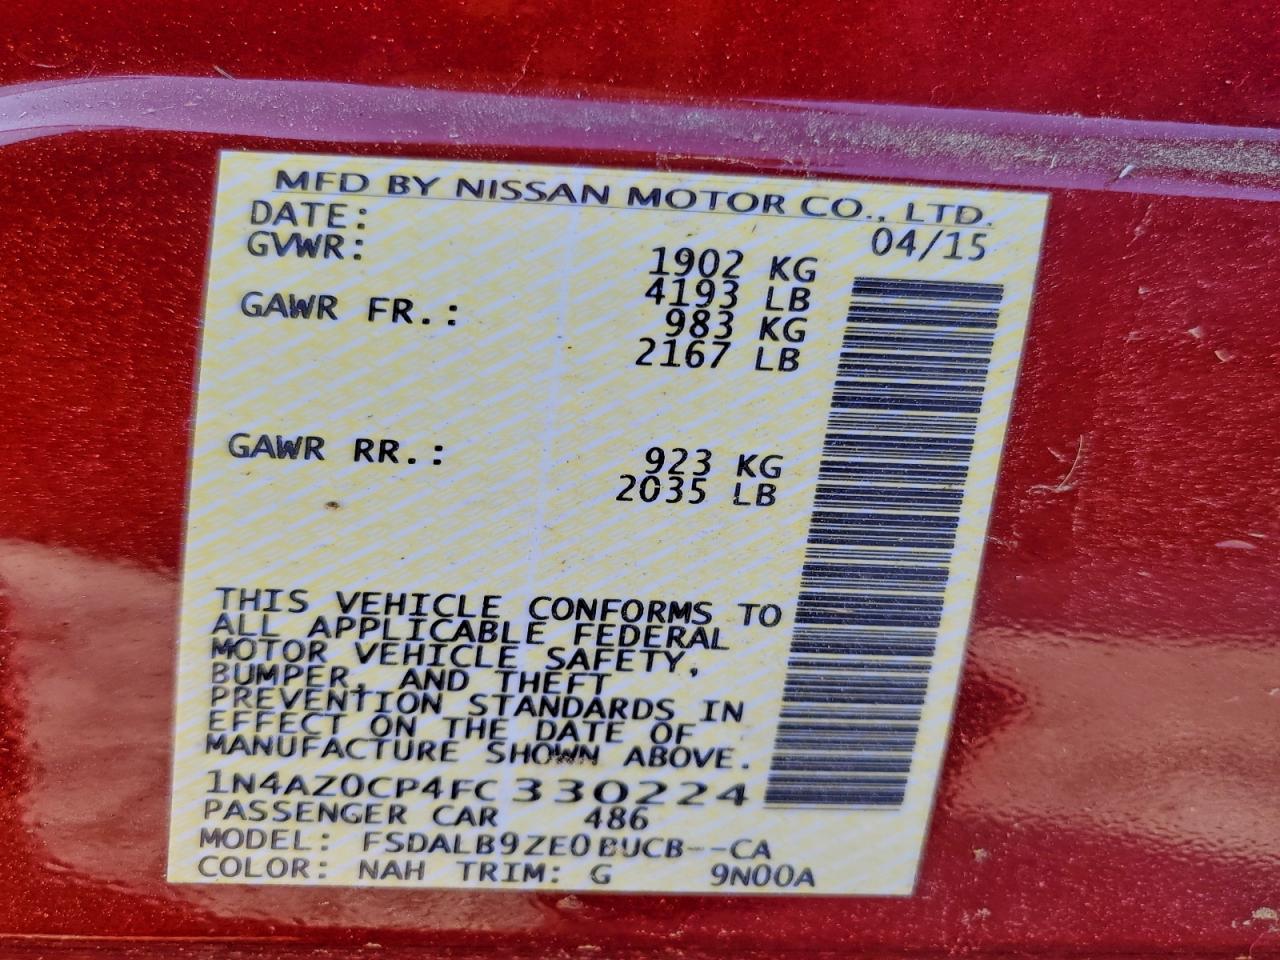 MFD BY NISSAN MOTOR CO., LTD.
DATE: 04/15
GVWR: 1902 KG
4193 LB
GAWR FR.: 983 KG
2167 LB
GAWR RR.: 923 KG
2035 LB
THIS VEHICLE CONFORMS TO
ALL APPLICABLE FEDERAL
MOTOR VEHICLE SAFETY,
BUMPER, AND THEFT
PREVENTION STANDARDS IN
EFFECT ON THE DATE OF
MANUFACTURE SHOWN ABOVE.
1N4AZ0CP4FC330224
PASSENGER CAR 486
MODEL: FSDALB9ZE0BUCB--CA
COLOR: NAH TRIM: G 9N00A